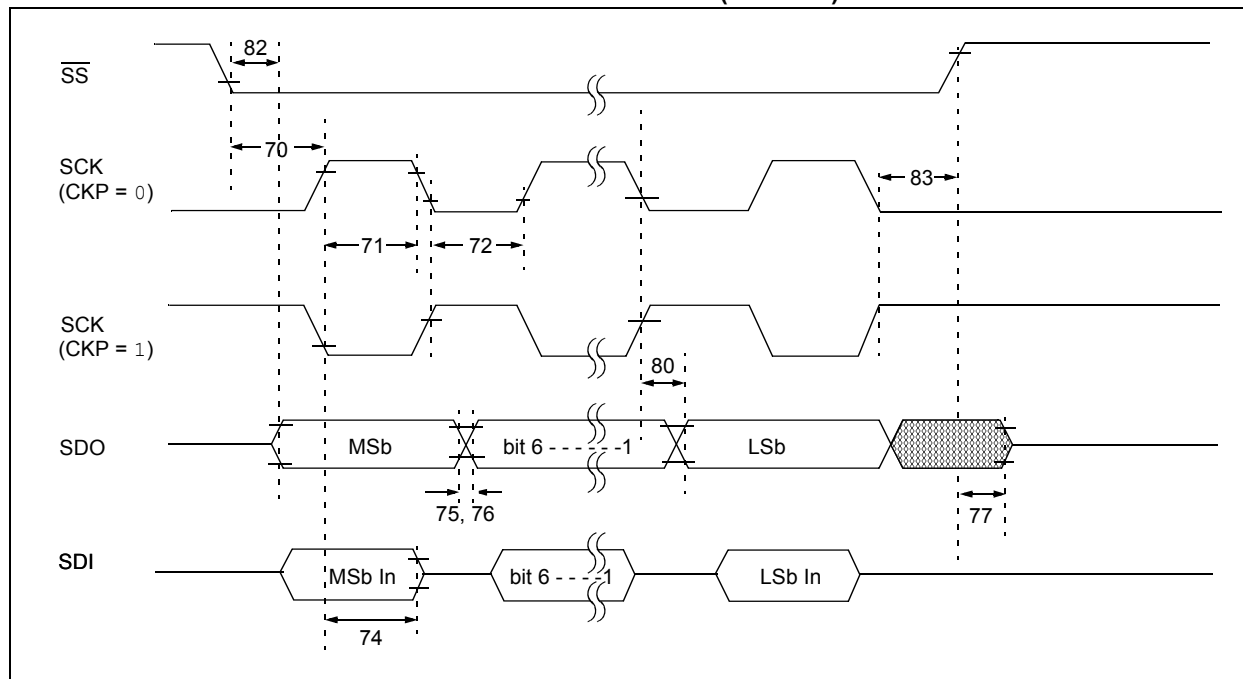 82
SS
70
SCK
(CKP = 0)
83
71
72
SCK
(CKP = 1)
80
SDO
MSb
bit 6 - - - - - -1
LSb
75, 76
77
SDI
MSb In
bit 6 - - - -1
LSb In
74